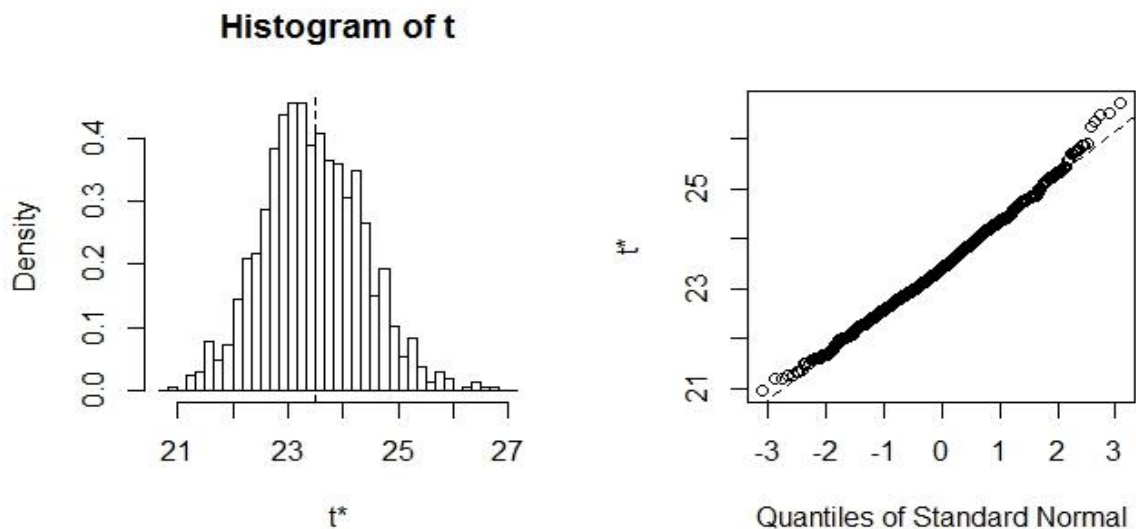 Histogram of t
Density
0.0 0.1 0.2 0.3 0.4
21 23 25 27
t*
t*
21 23 25
-3 -2 -1 0 1 2 3
Quantiles of Standard Normal